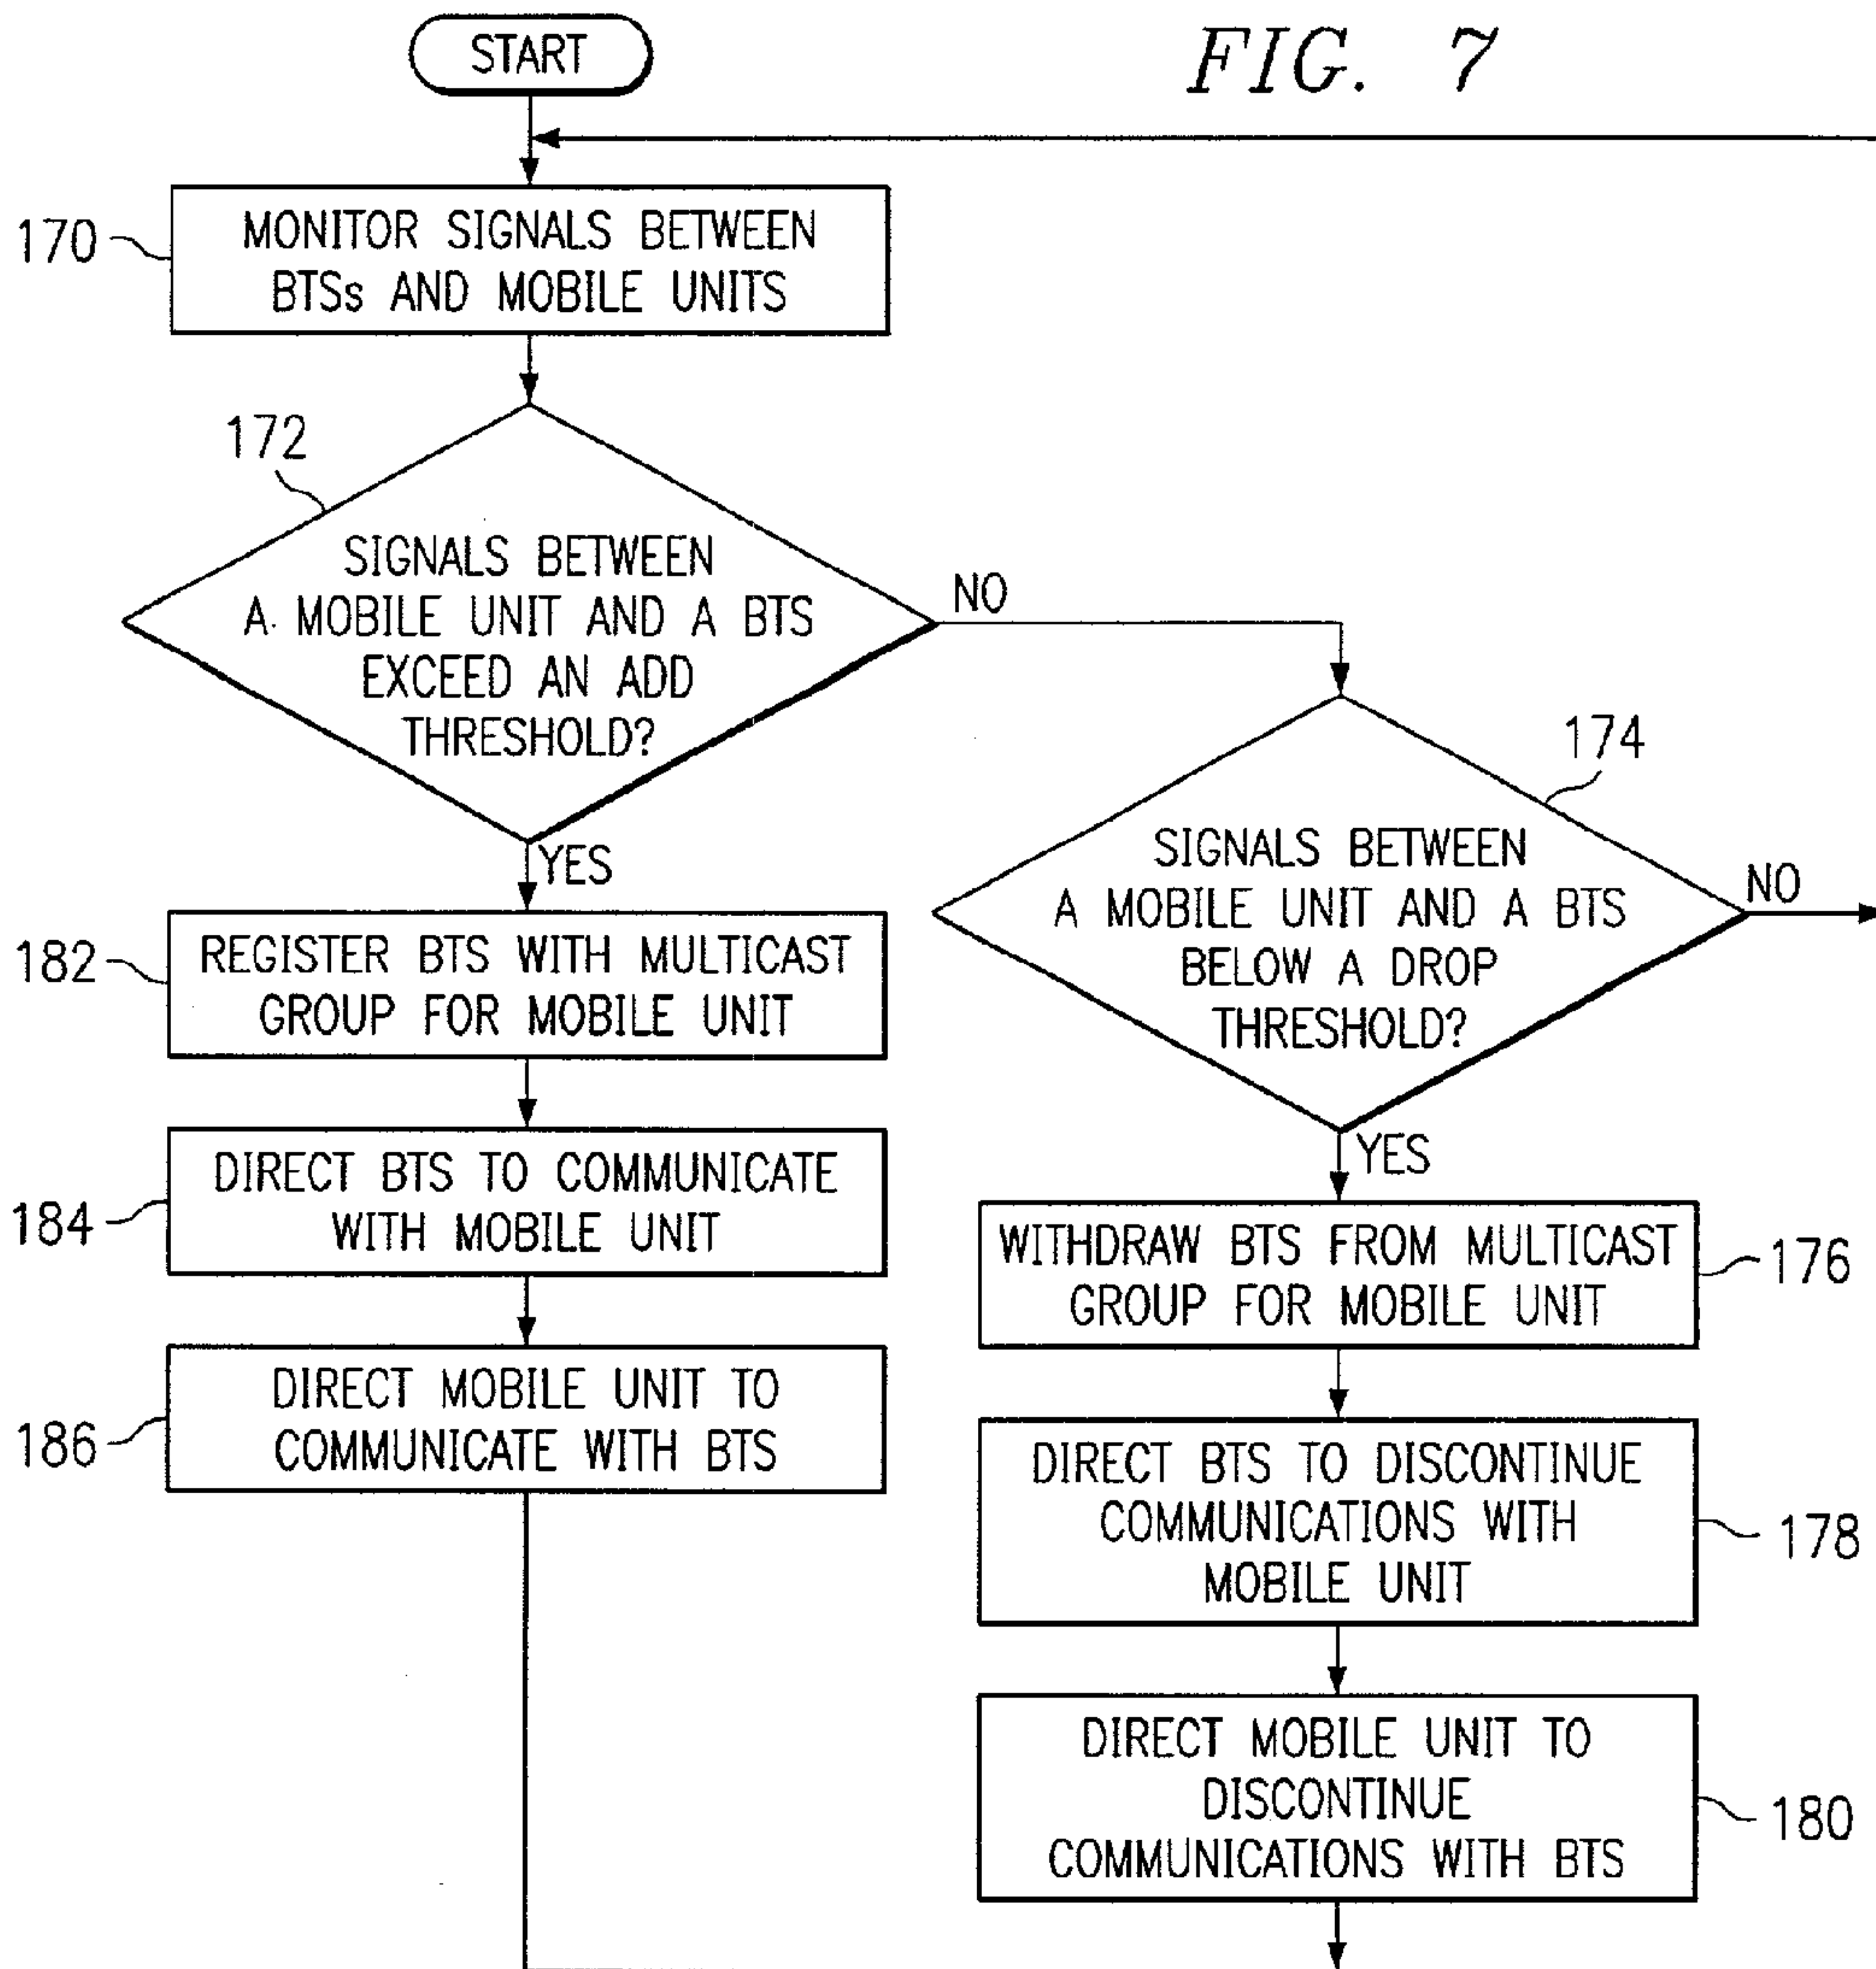 START
FIG. 7
170
MONITOR SIGNALS BETWEEN
BTSs AND MOBILE UNITS
172
SIGNALS BETWEEN
A MOBILE UNIT AND A BTS
EXCEED AN ADD
THRESHOLD?
NO
YES
174
SIGNALS BETWEEN
A MOBILE UNIT AND A BTS
BELOW A DROP
THRESHOLD?
NO
YES
182
REGISTER BTS WITH MULTICAST
GROUP FOR MOBILE UNIT
184
DIRECT BTS TO COMMUNICATE
WITH MOBILE UNIT
186
DIRECT MOBILE UNIT TO
COMMUNICATE WITH BTS
WITHDRAW BTS FROM MULTICAST
GROUP FOR MOBILE UNIT
176
DIRECT BTS TO DISCONTINUE
COMMUNICATIONS WITH
MOBILE UNIT
178
DIRECT MOBILE UNIT TO
DISCONTINUE
COMMUNICATIONS WITH BTS
180